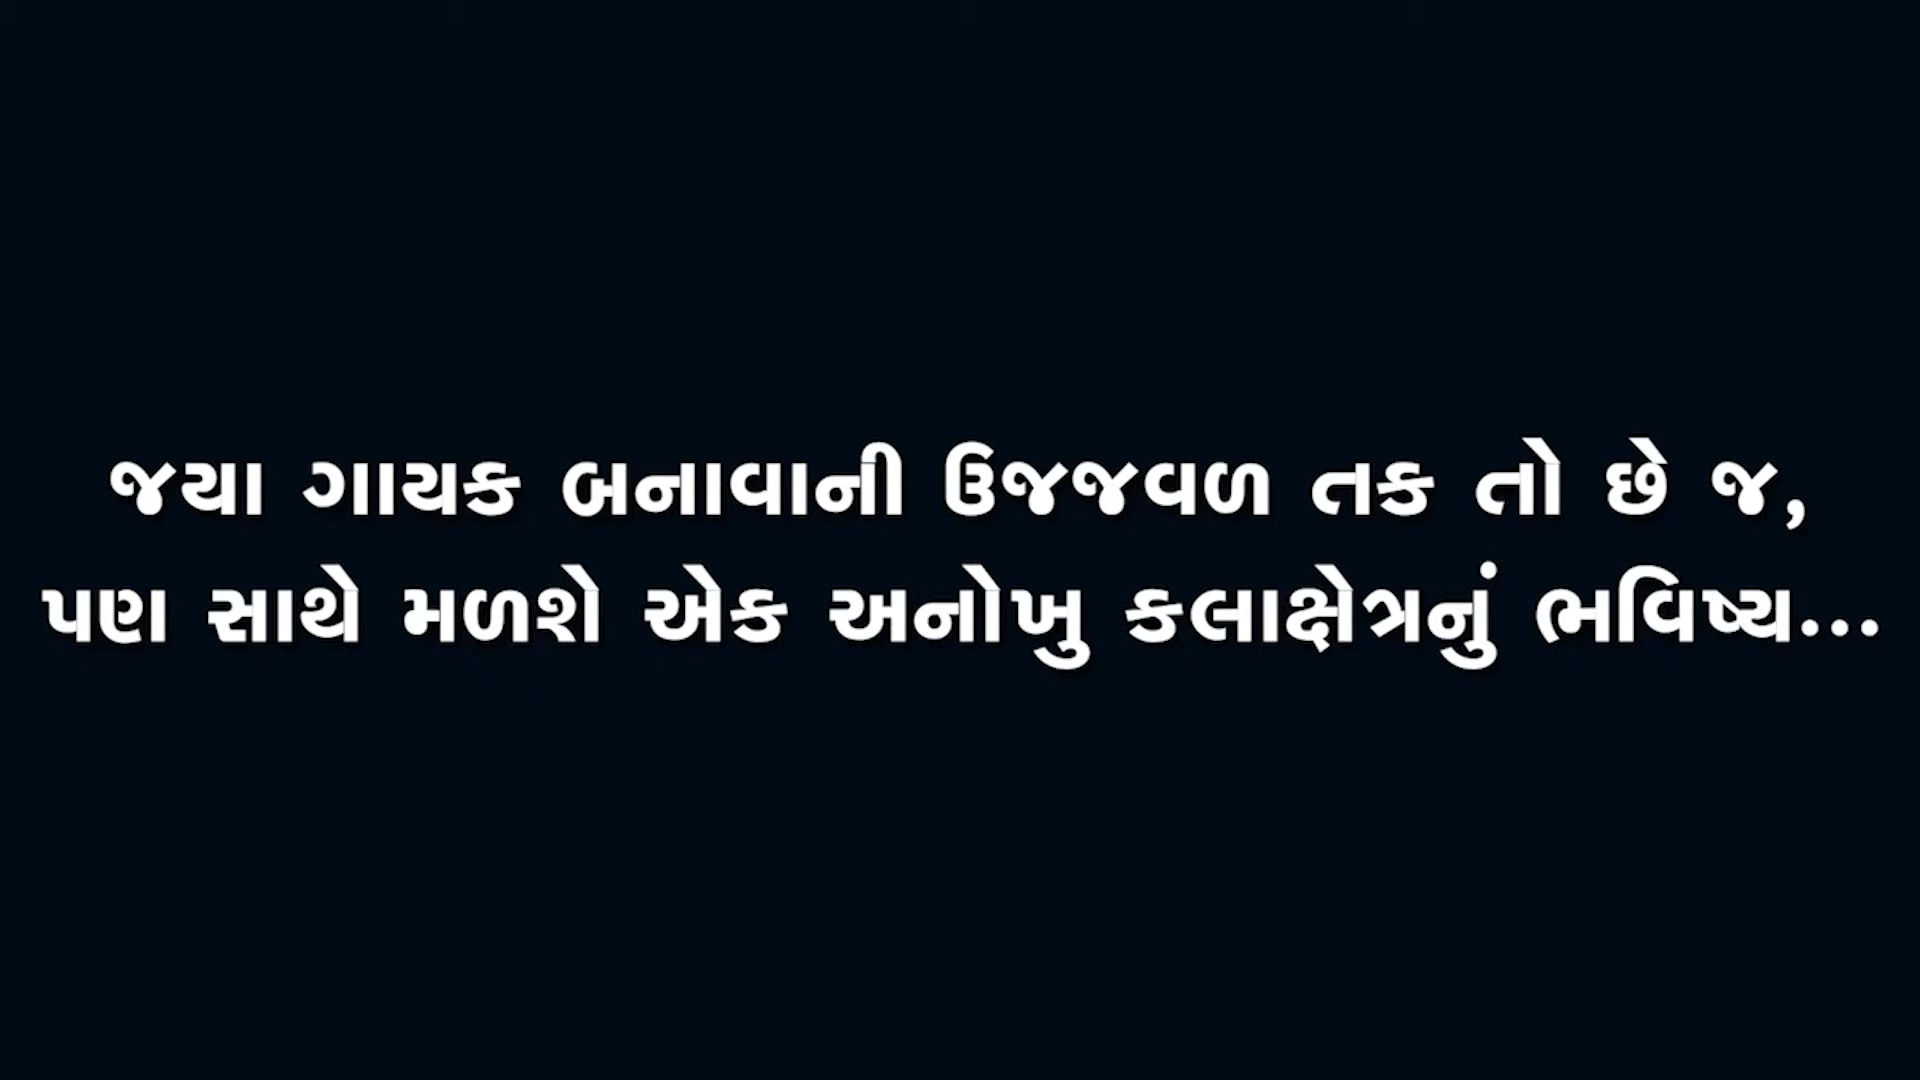 જયા ગાયક બનાવાની ઉજજવળ તક તો છે જ,
પણ સાથે મળશે એક અનોખુ કલાક્ષેત્રનું ભવિષ્ય...